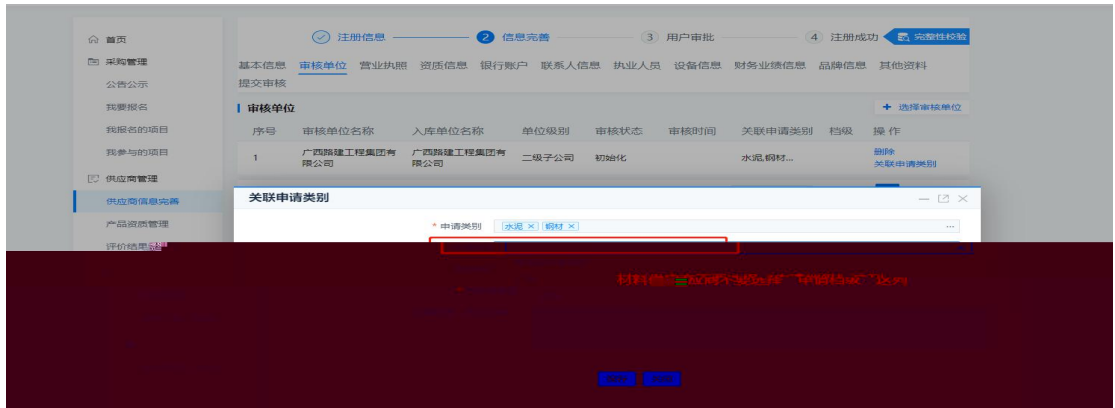 首页
采购管理
公告公示
我要报名
我报名的项目
我参与的项目
供应商管理
供应商信息完善
产品资质管理
评价结果
注册信息 2 信息完善 3 用户审批 4 注册成功 完整性校验
基本信息 审核单位 营业执照 资质信息 银行账户 联系人信息 执业人员 设备信息 财务业绩信息 品牌信息 其他资料
提交审核
审核单位 + 选择审核单位
序号 审核单位名称 入库单位名称 单位级别 审核状态 审核时间 关联申请类别 档级 操作
1 广西路建工程集团有限公司 广西路建工程集团有限公司 二级子公司 初始化 水泥,钢材... 删除
关联申请类别
关联申请类别
* 申请类别 水泥 × 钢材 × ...